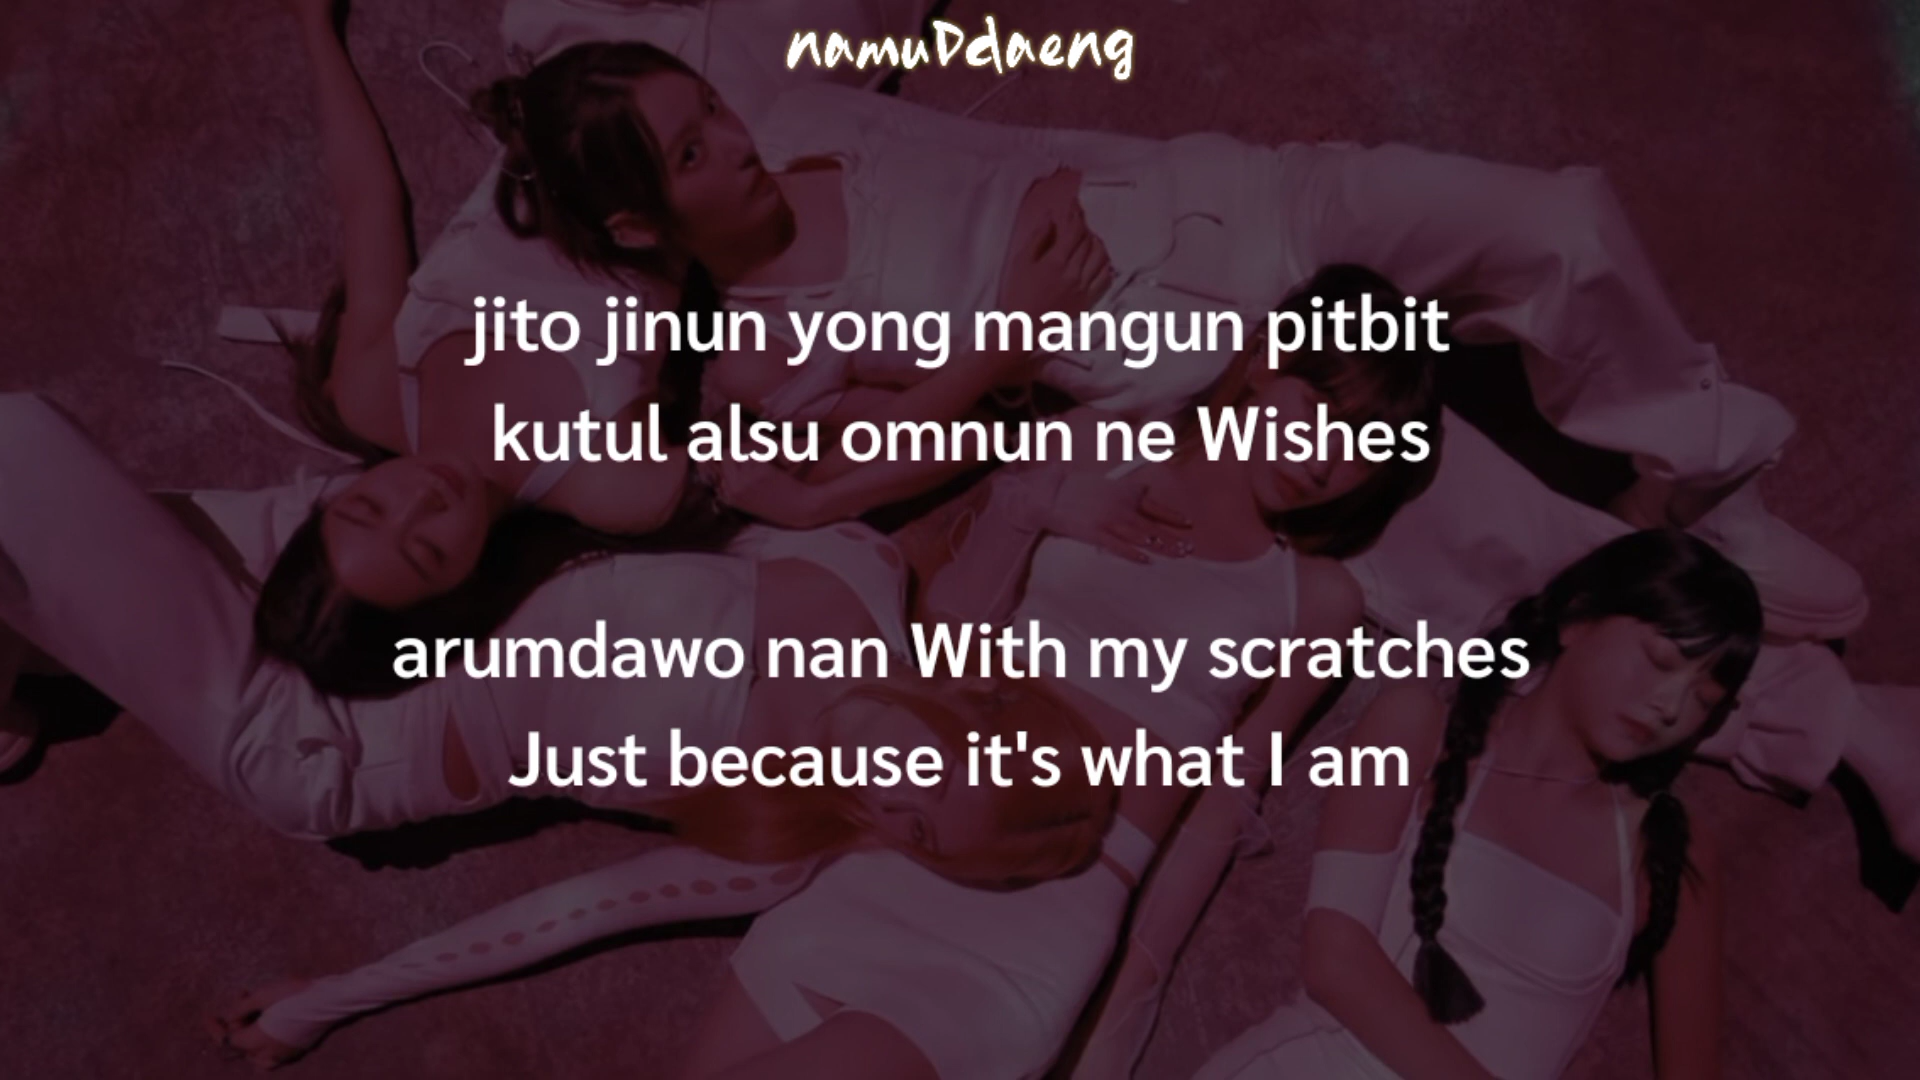 namuDdaeng
jito jinun yong mangun pitbit
kutul alsu omnun ne Wishes
arumdawo nan With my scratches
Just because it's what I am